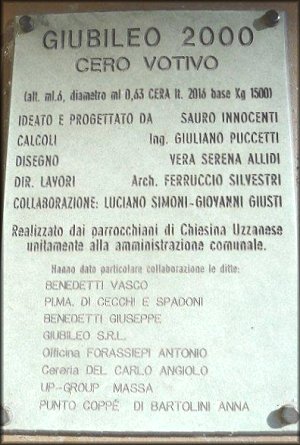 GIUBILEO 2000
CERO VOTIVO
(alt. ml.6, diametro ml 0,63 CERA lt. 2016 base Kg 1500)
IDEATO E PROGETTATO DA SAURO INNOCENTI
CALCOLI Ing. GIULIANO PUCCETTI
DISEGNO VERA SERENA ALLIDI
DIR. LAVORI Arch. FERRUCCIO SILVESTRI
COLLABORAZIONE: LUCIANO SIMONI-GIOVANNI GIUSTI
Realizzato dai parrocchiani di Chiesina Uzzanese
unitamente alla amministrazione comunale.
Hanno dato particolare collaborazione le ditte:
BENEDETTI VASCO
PI.MA. DI CECCHI E SPADONI
BENEDETTI GIUSEPPE
GIUBILEO S.R.L.
Officina FORASSIEPI ANTONIO
Cereria DEL CARLO ANGIOLO
UP-GROUP MASSA
PUNTO COPPÉ DI BARTOLINI ANNA